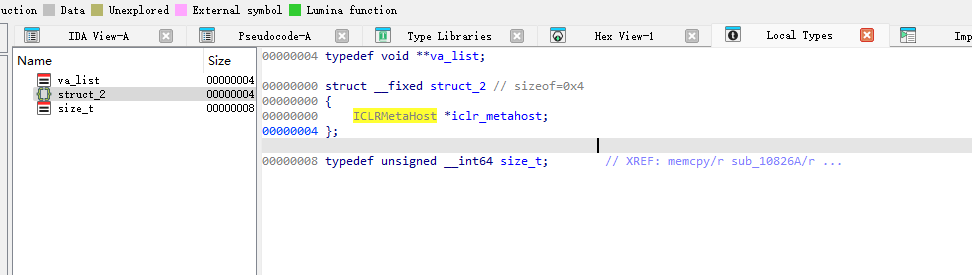 uction Data Unexplored External symbol Lumina function
IDA View-A Pseudocode-A Type Libraries Hex View-1 Local Types Imp
Name Size
va_list 00000004
struct_2 00000004
size_t 00000008
00000004 typedef void **va_list;
00000000 struct __fixed struct_2 // sizeof=0x4
00000000 {
00000000 ICLRMetaHost *iclr_metahost;
00000004 };
00000008 typedef unsigned __int64 size_t; // XREF: memcpy/r sub_10826A/r ...